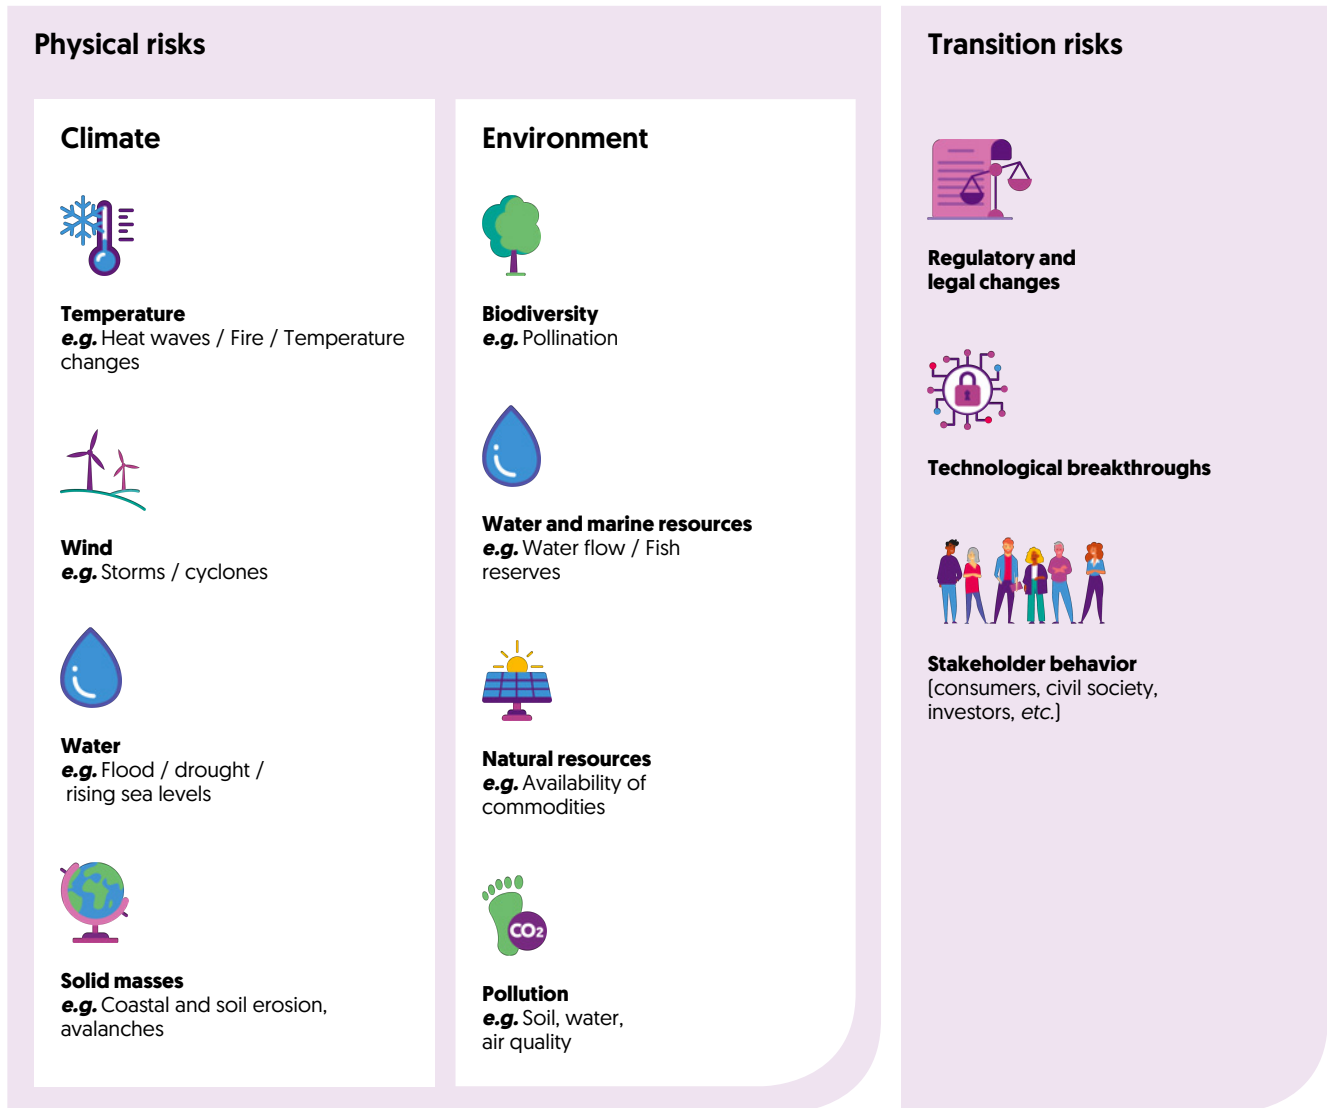 Physical risks
Climate
Temperature
e.g. Heat waves / Fire / Temperature
changes
Wind
e.g. Storms / cyclones
Water
e.g. Flood / drought /
rising sea levels
Solid masses
e.g. Coastal and soil erosion,
avalanches
Environment
Biodiversity
e.g. Pollination
Water and marine resources
e.g. Water flow / Fish
reserves
Natural resources
e.g. Availability of
commodities
CO2
Pollution
e.g. Soil, water,
air quality
Transition risks
Regulatory and
legal changes
Technological breakthroughs
Stakeholder behavior
(consumers, civil society,
investors, etc.)